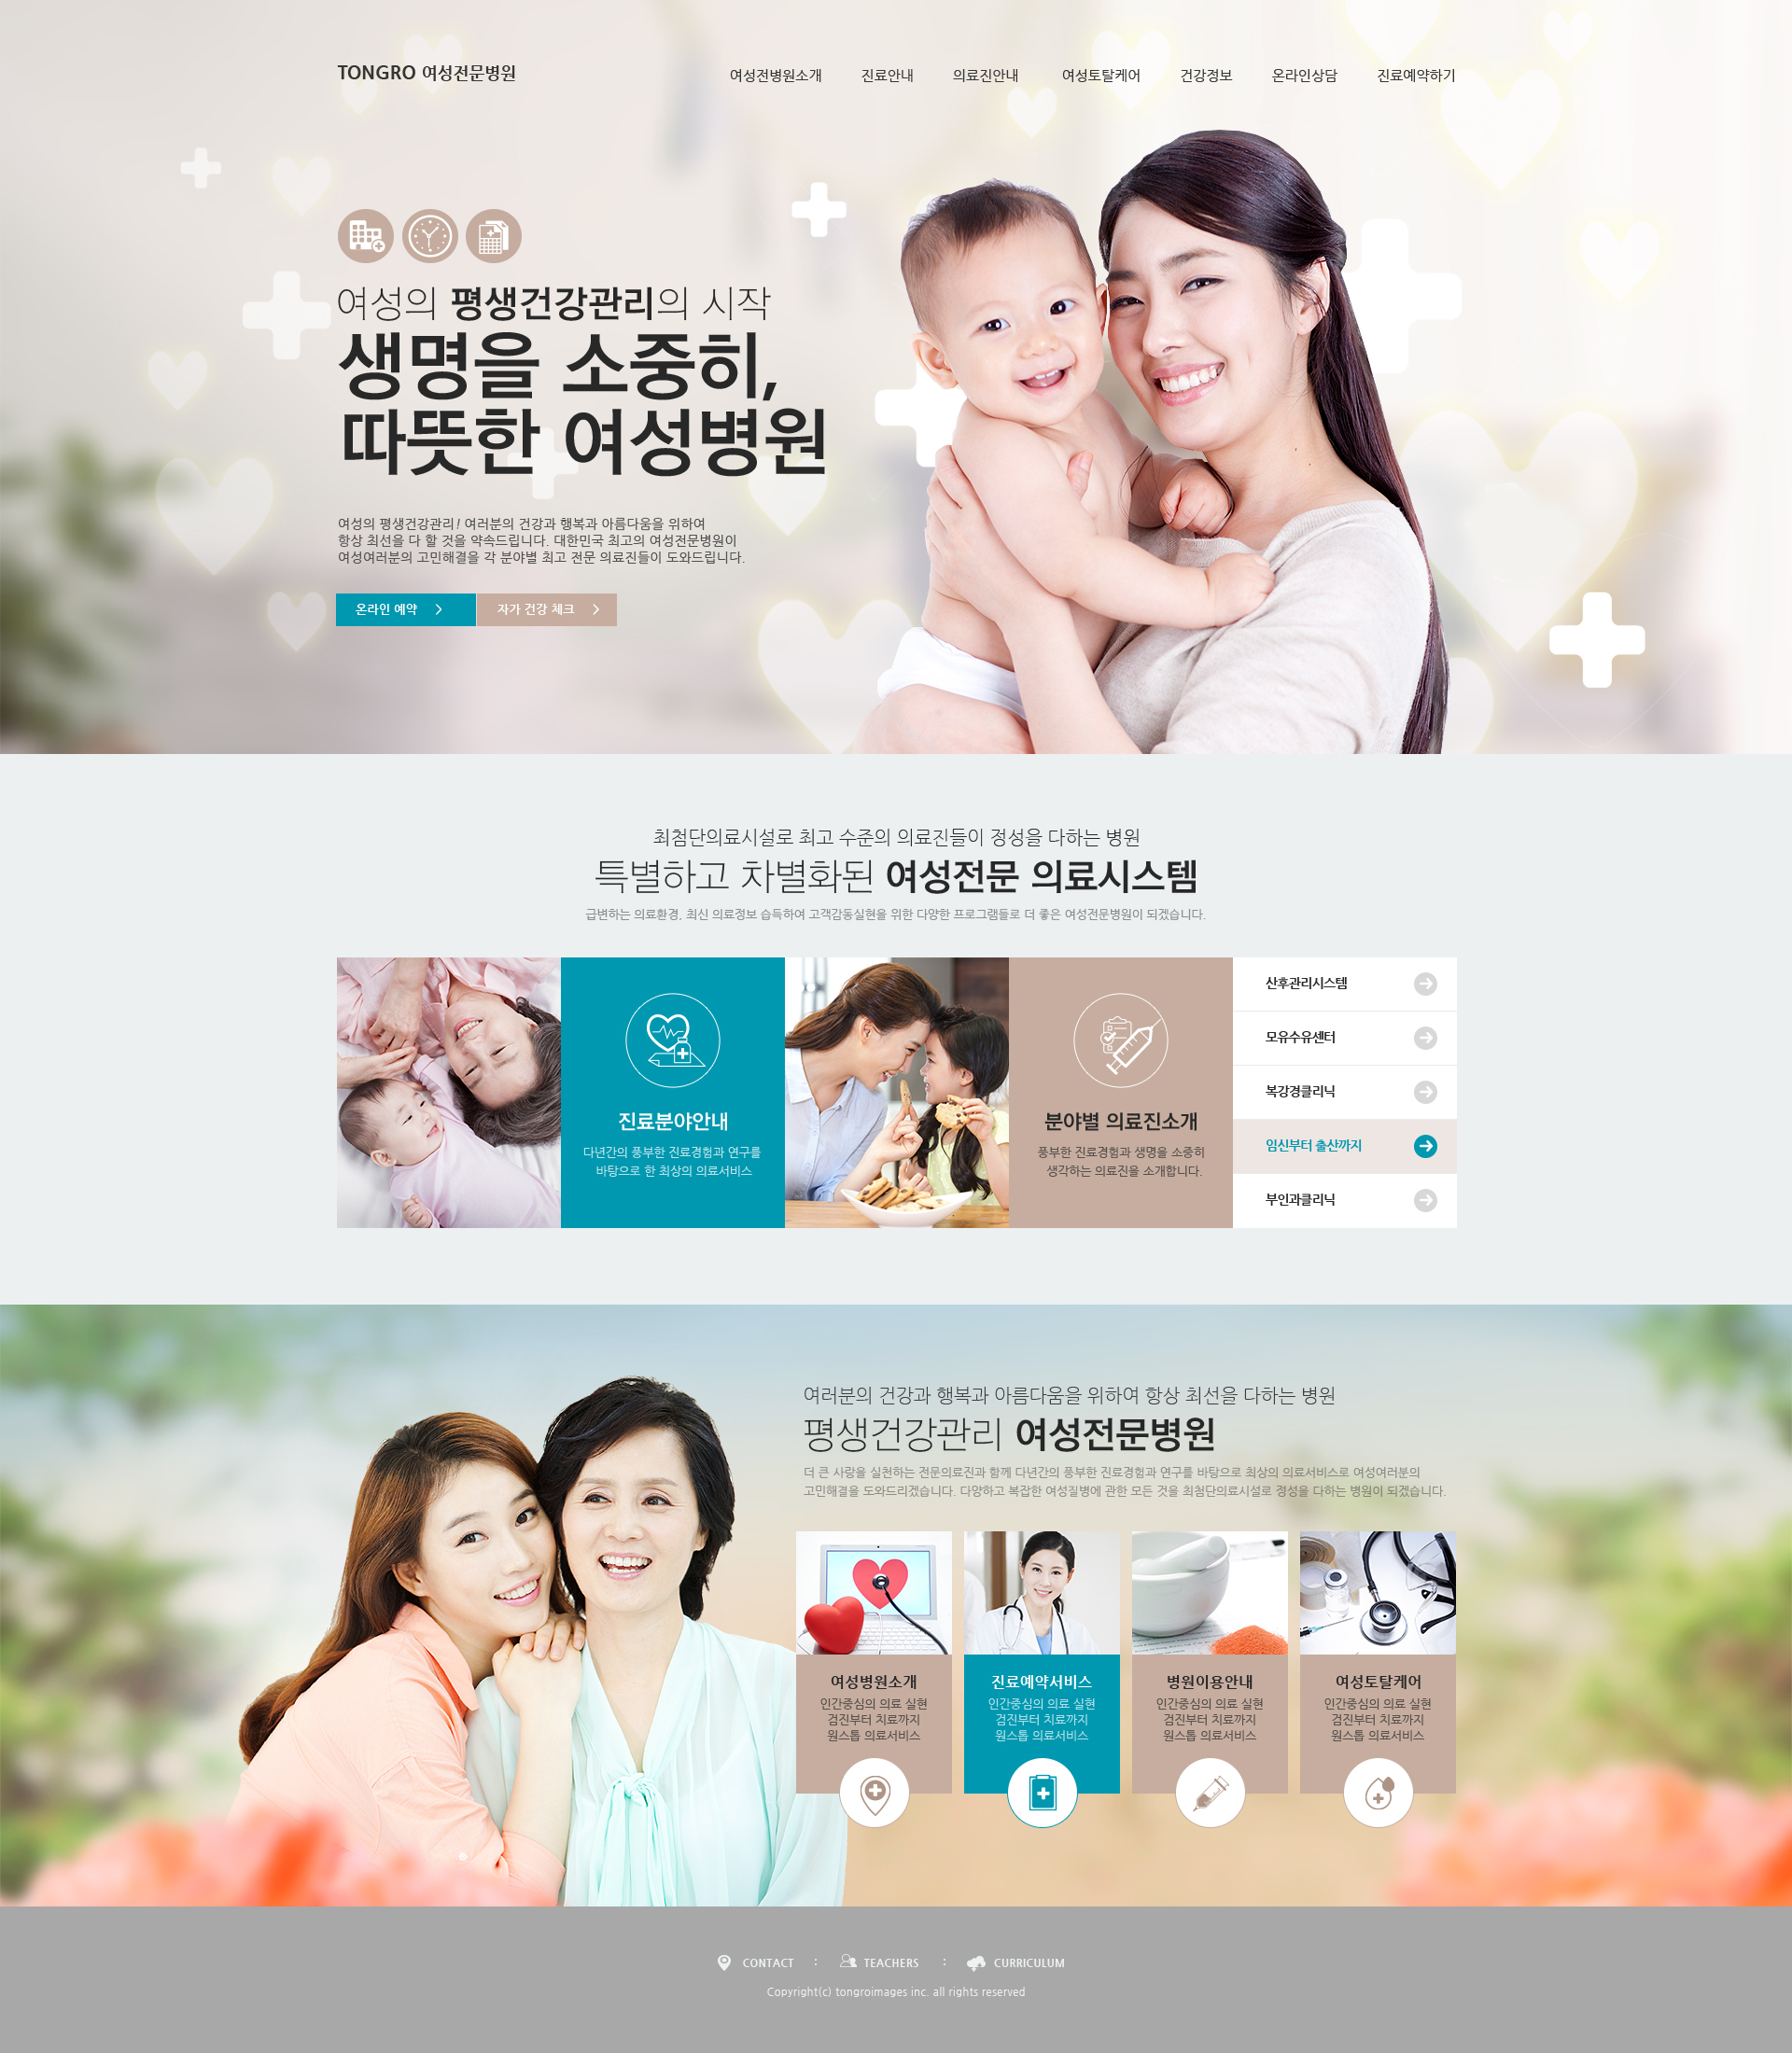 TONGRO 여성전문병원
여성전병원소개 진료안내 의료진안내 여성토탈케어 건강정보 온라인상담 진료예약하기
여성의 평생건강관리의 시작
생명을 소중히,
따뜻한 여성병원
여성의 평생건강관리! 여러분의 건강과 행복과 아름다움을 위하여
항상 최선을 다 할 것을 약속드립니다. 대한민국 최고의 여성전문병원이
여성여러분의 고민해결을 각 분야별 최고 전문 의료진들이 도와드립니다.
온라인 예약 자가 건강 체크
최첨단의료시설로 최고 수준의 의료진들이 정성을 다하는 병원
특별하고 차별화된 여성전문 의료시스템
급변하는 의료환경, 최신 의료정보 습득하여 고객감동실현을 위한 다양한 프로그램들로 더 좋은 여성전문병원이 되겠습니다.
진료분야안내
다년간의 풍부한 진료경험과 연구를
바탕으로 한 최상의 의료서비스
분야별 의료진소개
풍부한 진료경험과 생명을 소중히
생각하는 의료진을 소개합니다.
산후관리시스템
모유수유센터
복강경클리닉
임신부터 출산까지
부인과클리닉
여러분의 건강과 행복과 아름다움을 위하여 항상 최선을 다하는 병원
평생건강관리 여성전문병원
더 큰 사랑을 실현하는 전문의료진과 함께 다년간의 풍부한 진료경험과 연구를 바탕으로 최상의 의료서비스로 여성여러분의
고민해결을 도와드리겠습니다. 다양하고 복잡한 여성질병에 관한 모든 것을 최첨단의료시설로 정성을 다하는 병원이 되겠습니다.
여성병원소개
인간중심의 의료 실현
검진부터 치료까지
원스톱 의료서비스
진료예약서비스
인간중심의 의료 실현
검진부터 치료까지
원스톱 의료서비스
병원이용안내
인간중심의 의료 실현
검진부터 치료까지
원스톱 의료서비스
여성토탈케어
인간중심의 의료 실현
검진부터 치료까지
원스톱 의료서비스
CONTACT : TEACHERS : CURRICULUM
Copyright(c) tongroimages inc. all rights reserved